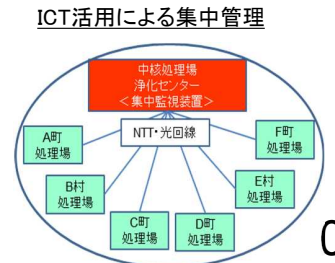 ICT活用による集中管理
中核処理場
浄化センター
＜集中監視装置＞
NTT・光回線
A町
処理場
F町
処理場
B村
処理場
E村
処理場
C町
処理場
D町
処理場